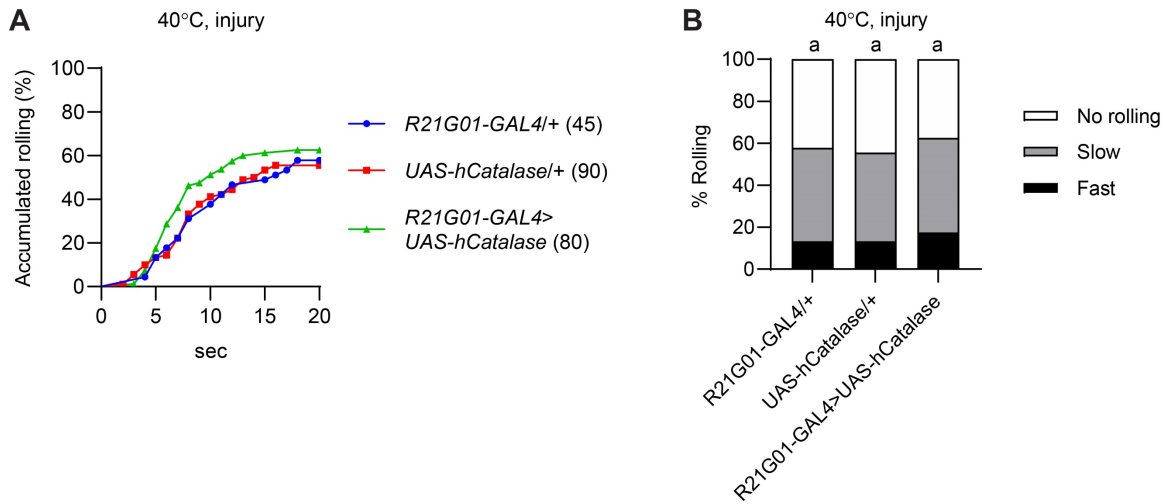 A
40°C, injury
Accumulated rolling (%)
100
80
60
40
20
0
0 5 10 15 20
sec
R21G01-GAL4/+ (45)
UAS-hCatalase/+ (90)
R21G01-GAL4>
UAS-hCatalase (80)
B
40°C, injury
a a a
% Rolling
100
80
60
40
20
0
R21G01-GAL4/+
UAS-hCatalase/+
R21G01-GAL4>UAS-hCatalase
No rolling
Slow
Fast